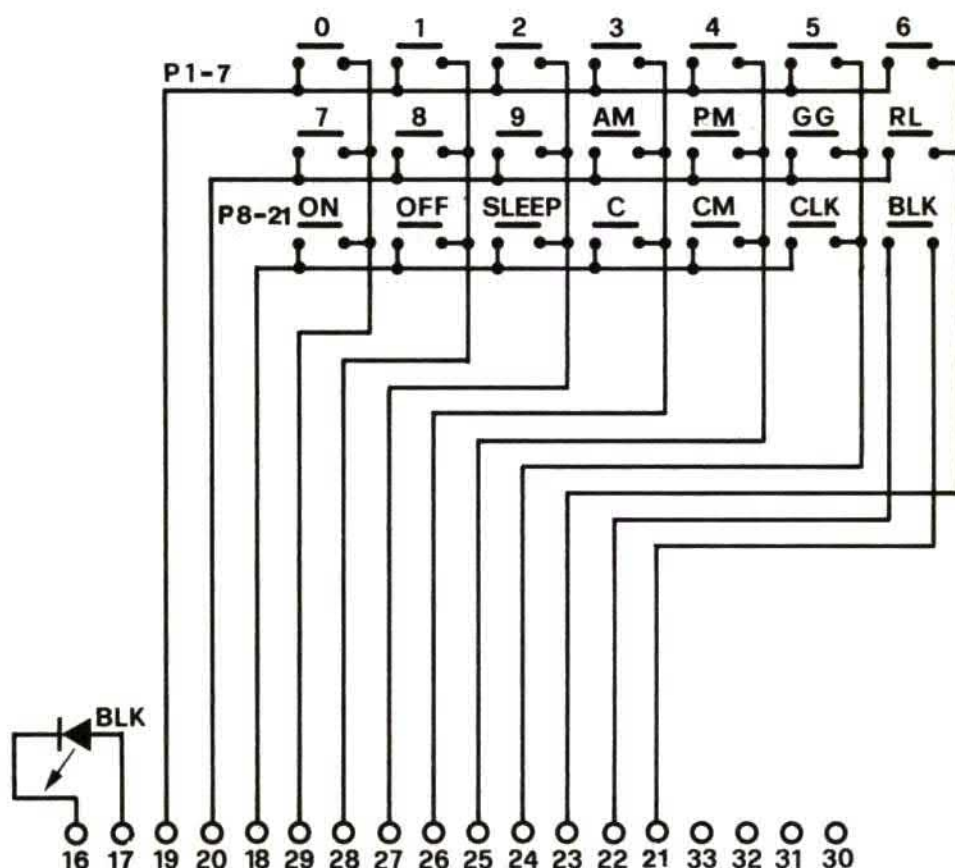 0 1 2 3 4 5 6
P1-7
7 8 9 AM PM GG RL
P8-21 ON OFF SLEEP C CM CLK BLK
BLK
16 17 19 20 18 29 28 27 26 25 24 23 22 21 33 32 31 30